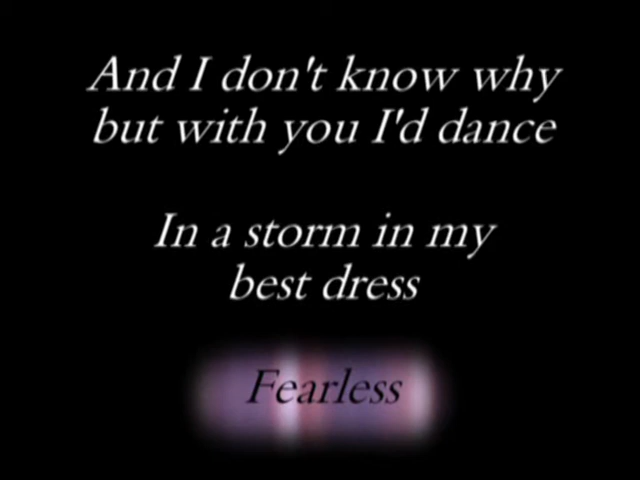 And I don't know why
but with you I'd dance
In a storm in my
best dress
Fearless